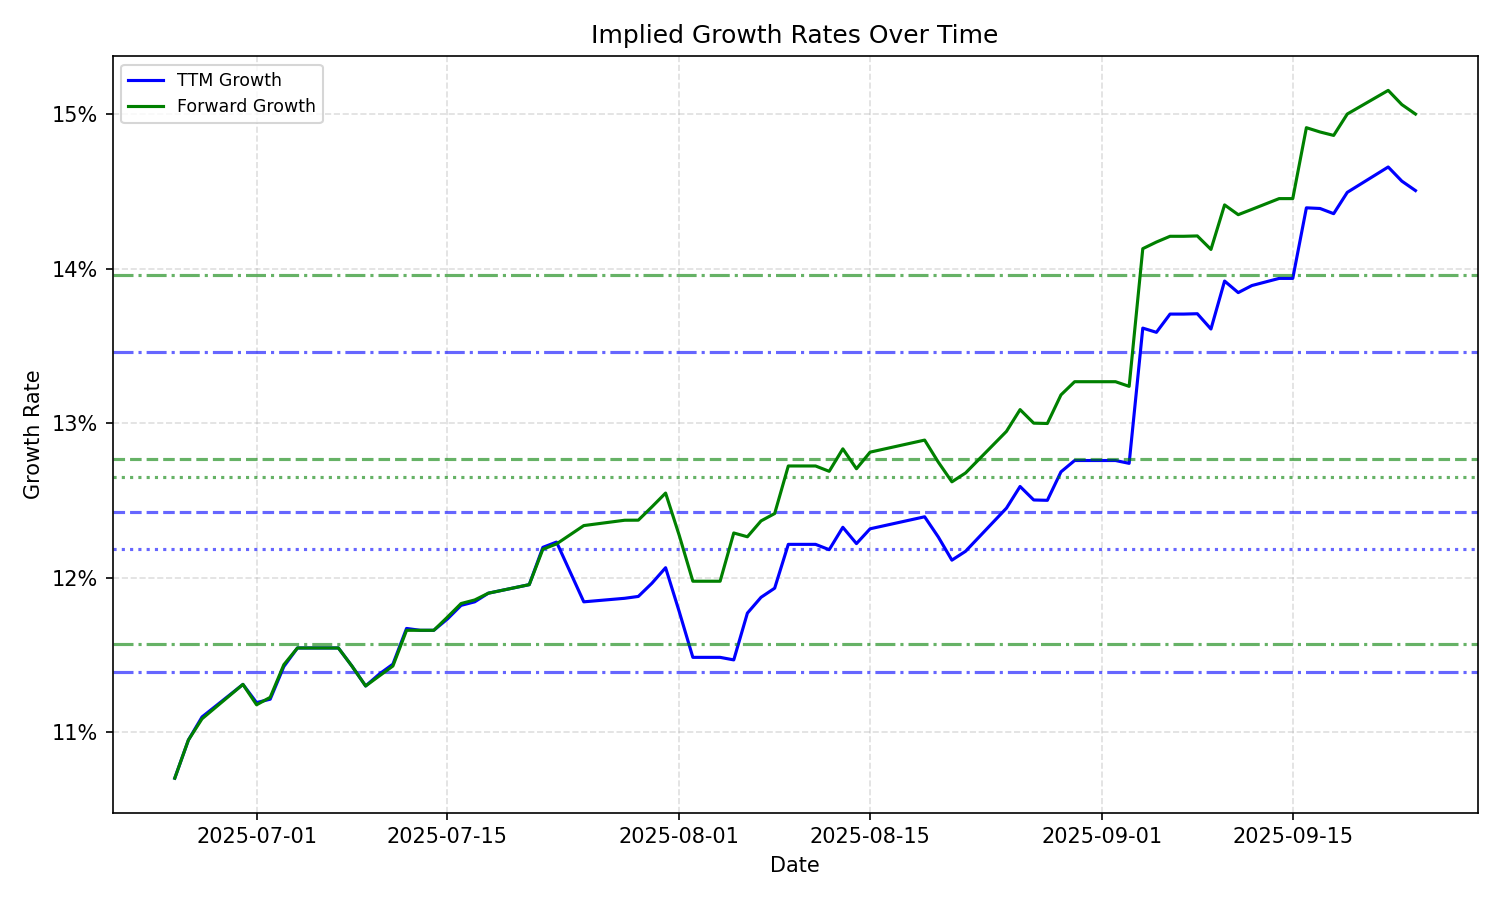 Implied Growth Rates Over Time
TTM Growth
Forward Growth
15%
14%
13%
12%
11%
Growth Rate
2025-07-01
2025-07-15
2025-08-01
2025-08-15
2025-09-01
2025-09-15
Date